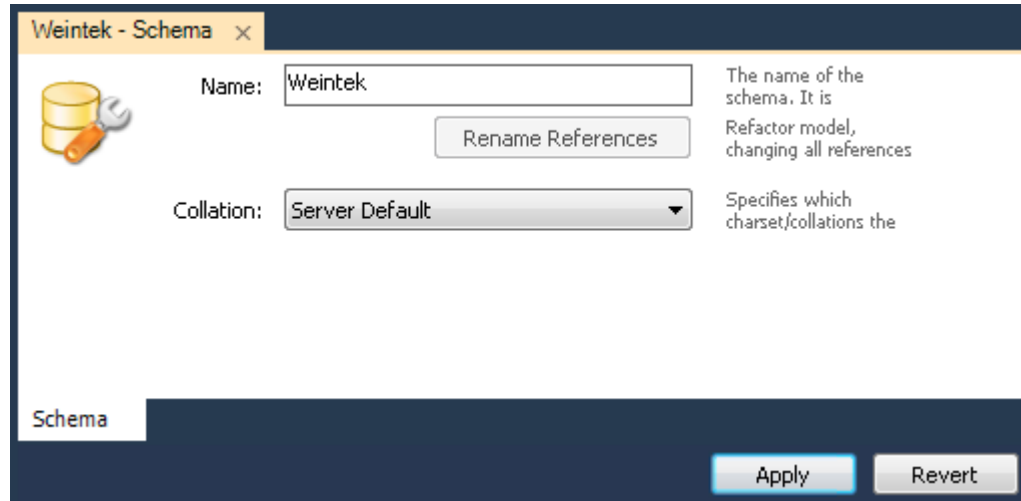 Weintek - Schema ×
Name: Weintek
The name of the
schema. It is
Rename References
Refactor model,
changing all references
Collation: Server Default
Specifies which
charset/collations the
Schema
Apply Revert